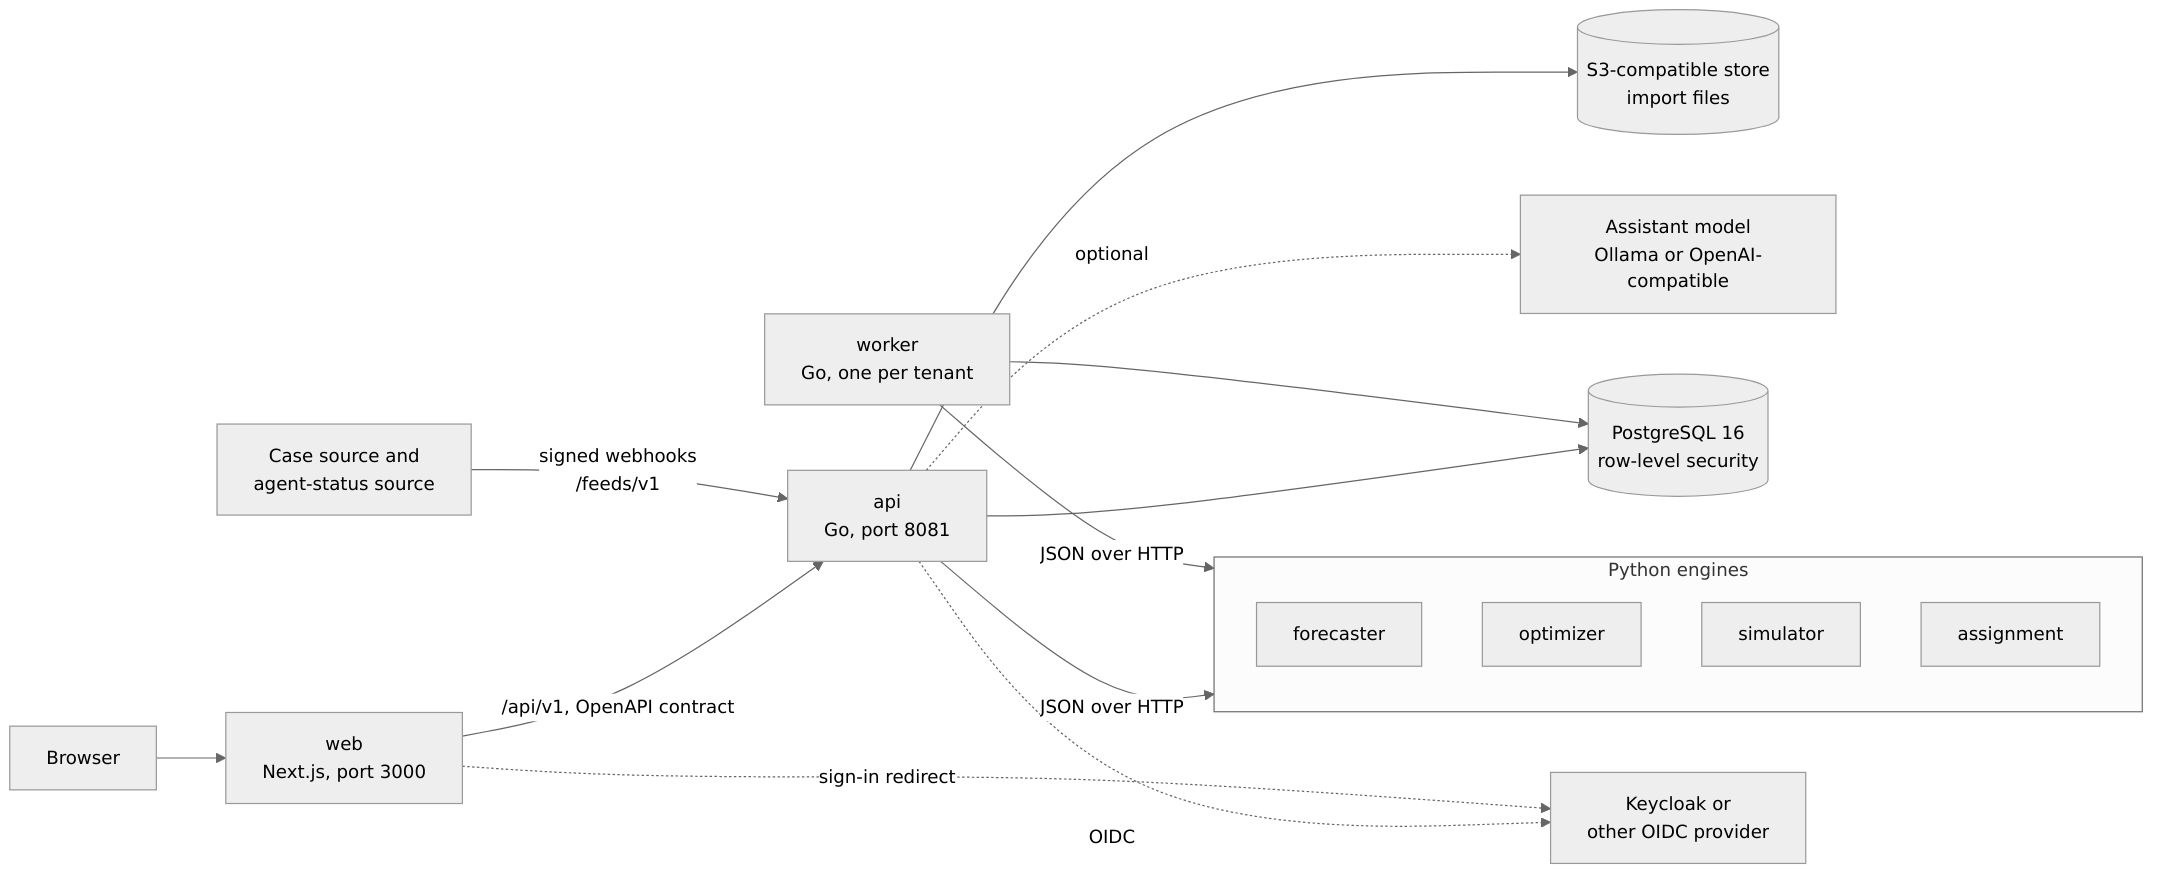 S3-compatible store
import files
Assistant model
Ollama or OpenAI-
compatible
optional
worker
Go, one per tenant
PostgreSQL 16
row-level security
Case source and
agent-status source
signed webhooks
/feeds/v1
api
Go, port 8081
JSON over HTTP
Python engines
forecaster
optimizer
simulator
assignment
/api/v1, OpenAPI contract
JSON over HTTP
Browser
web
Next.js, port 3000
sign-in redirect
Keycloak or
other OIDC provider
OIDC